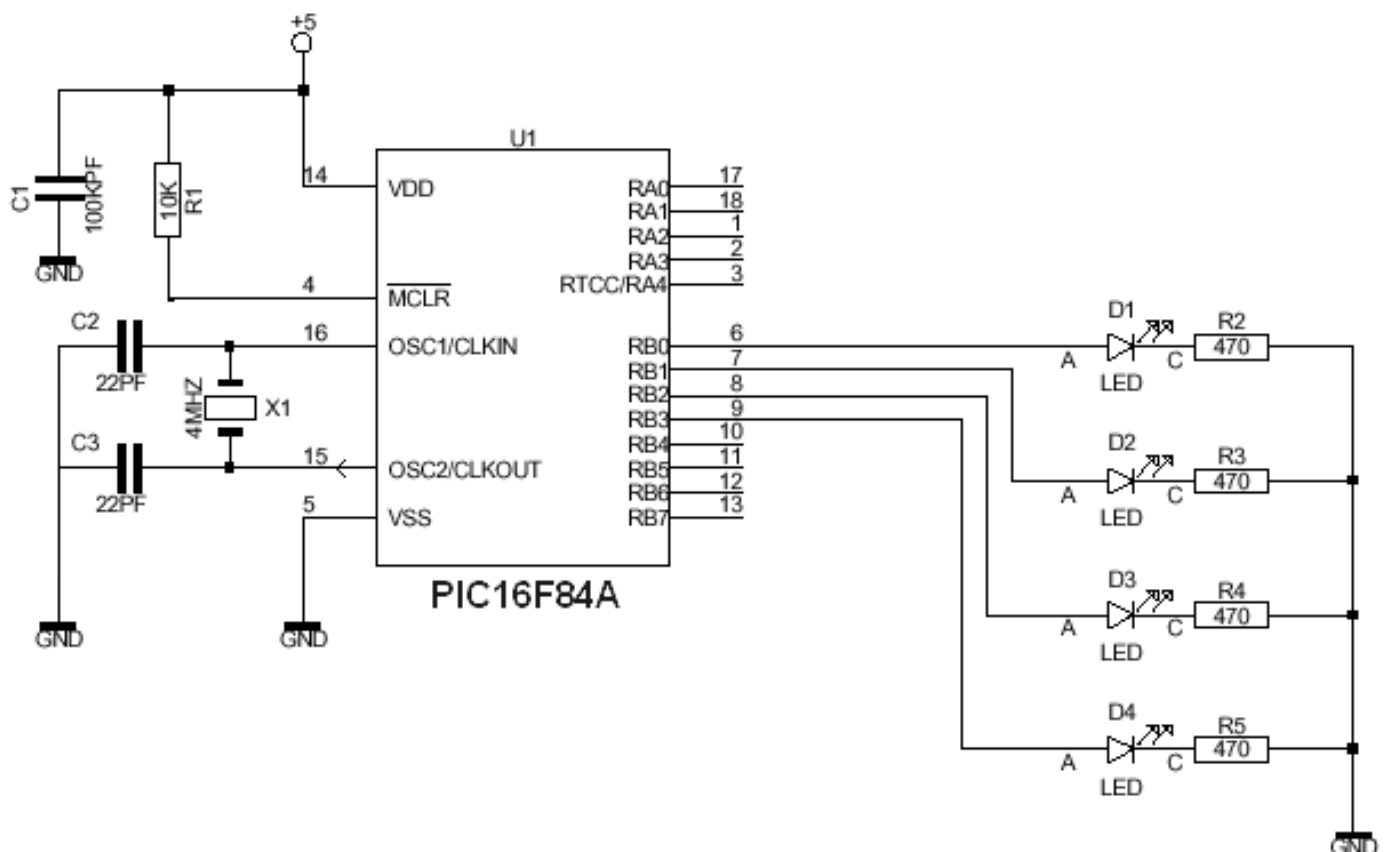 +5
U1
C1
100KPF
10K
R1
GND
14
VDD
4
MCLR
C2
22PF
16
OSC1/CLKIN
4MHZ
X1
C3
22PF
15
OSC2/CLKOUT
5
VSS
GND
GND
RA0
17
RA1
18
RA2
1
RA3
2
RTCC/RA4
3
RB0
6
RB1
7
RB2
8
RB3
9
RB4
10
RB5
11
RB6
12
RB7
13
PIC16F84A
D1
R2
A
C
470
LED
D2
R3
A
C
470
LED
D3
R4
A
C
470
LED
D4
R5
A
C
470
LED
GND